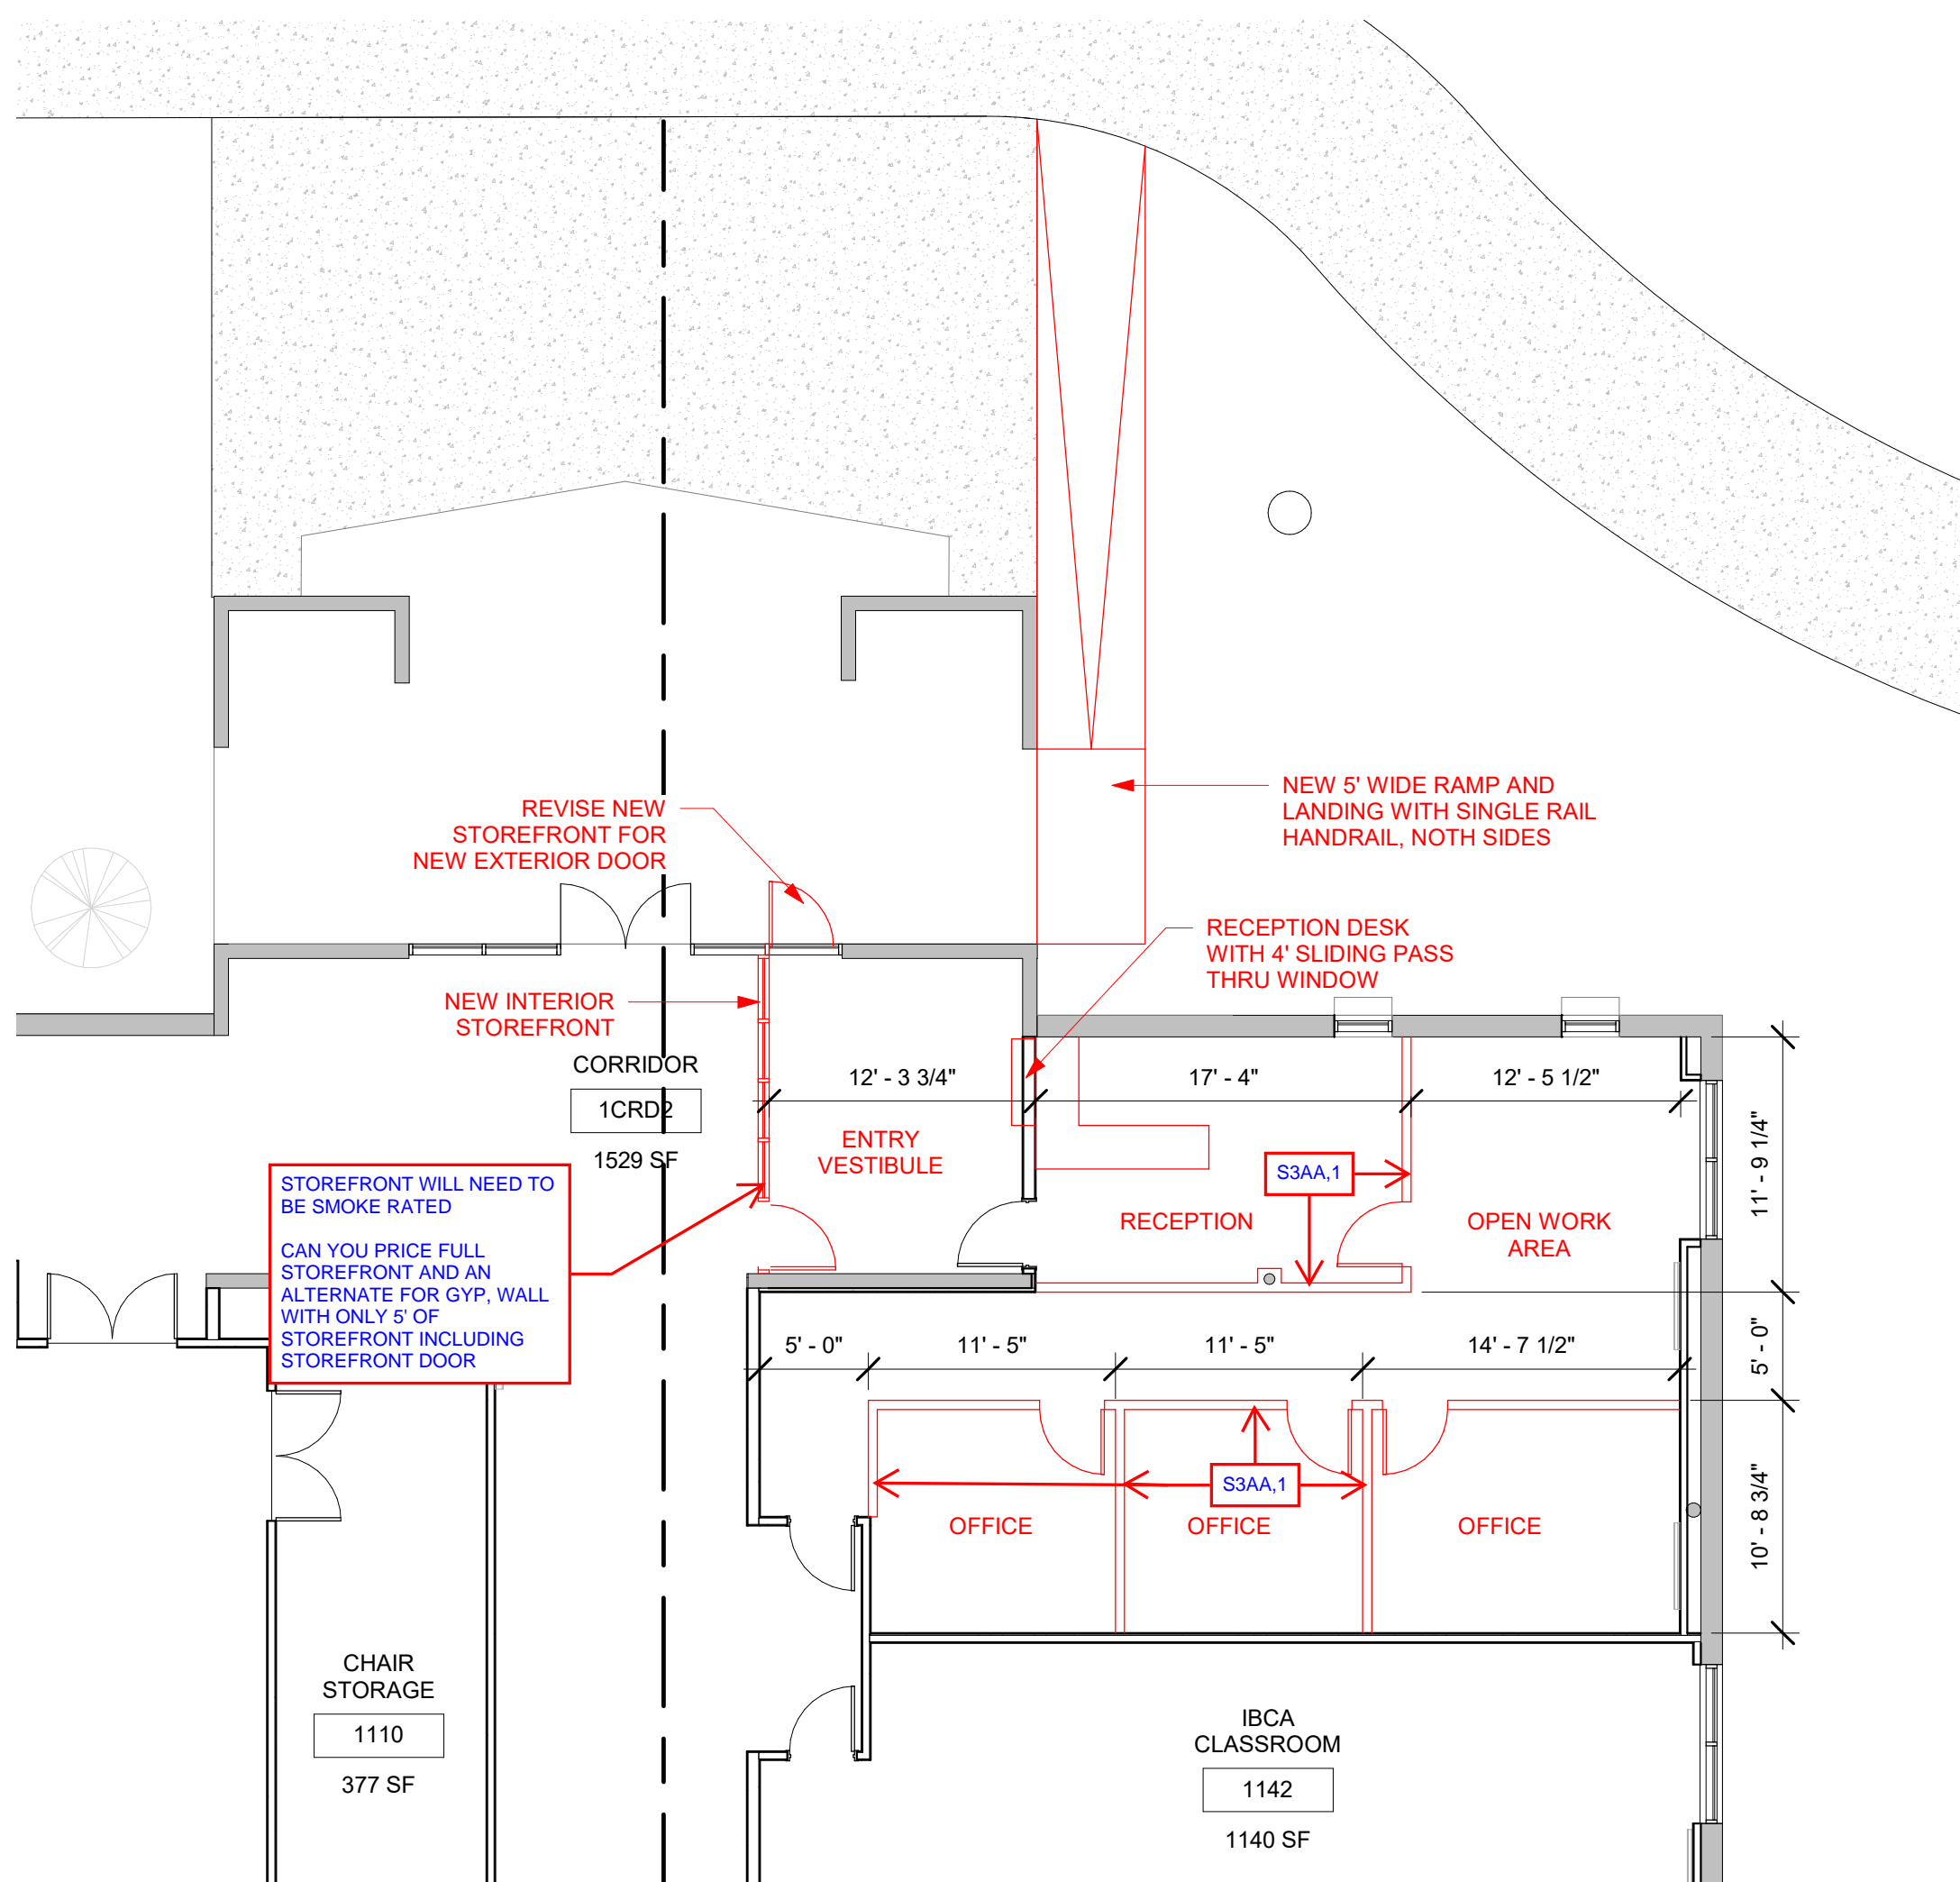 REVISE NEW
STOREFRONT FOR
NEW EXTERIOR DOOR
NEW 5' WIDE RAMP AND
LANDING WITH SINGLE RAIL
HANDRAIL, NOTH SIDES
RECEPTION DESK
WITH 4' SLIDING PASS
THRU WINDOW
NEW INTERIOR
STOREFRONT
CORRIDOR
1CRD2
1529 SF
12' - 3 3/4"
17' - 4"
12' - 5 1/2"
11' - 9 1/4"
ENTRY
VESTIBULE
S3AA,1
RECEPTION
OPEN WORK
AREA
STOREFRONT WILL NEED TO
BE SMOKE RATED
CAN YOU PRICE FULL
STOREFRONT AND AN
ALTERNATE FOR GYP, WALL
WITH ONLY 5' OF
STOREFRONT INCLUDING
STOREFRONT DOOR
5' - 0"
11' - 5"
11' - 5"
14' - 7 1/2"
5' - 0"
S3AA,1
OFFICE
OFFICE
OFFICE
10' - 8 3/4"
CHAIR
STORAGE
1110
377 SF
IBCA
CLASSROOM
1142
1140 SF